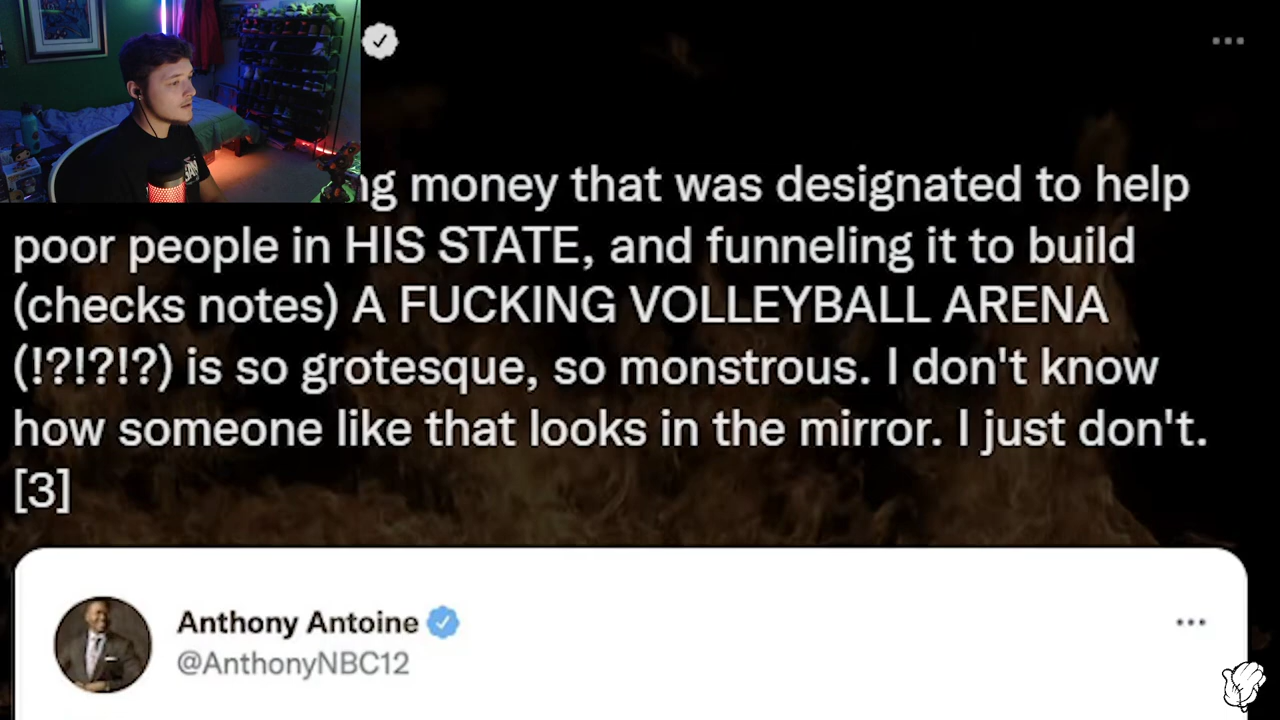 ng money that was designated to help
poor people in HIS STATE, and funneling it to build
(checks notes) A FUCKING VOLLEYBALL ARENA
(!?!?!?) is so grotesque, so monstrous. I don't know
how someone like that looks in the mirror. I just don't.
[3]
Anthony Antoine
@AnthonyNBC12